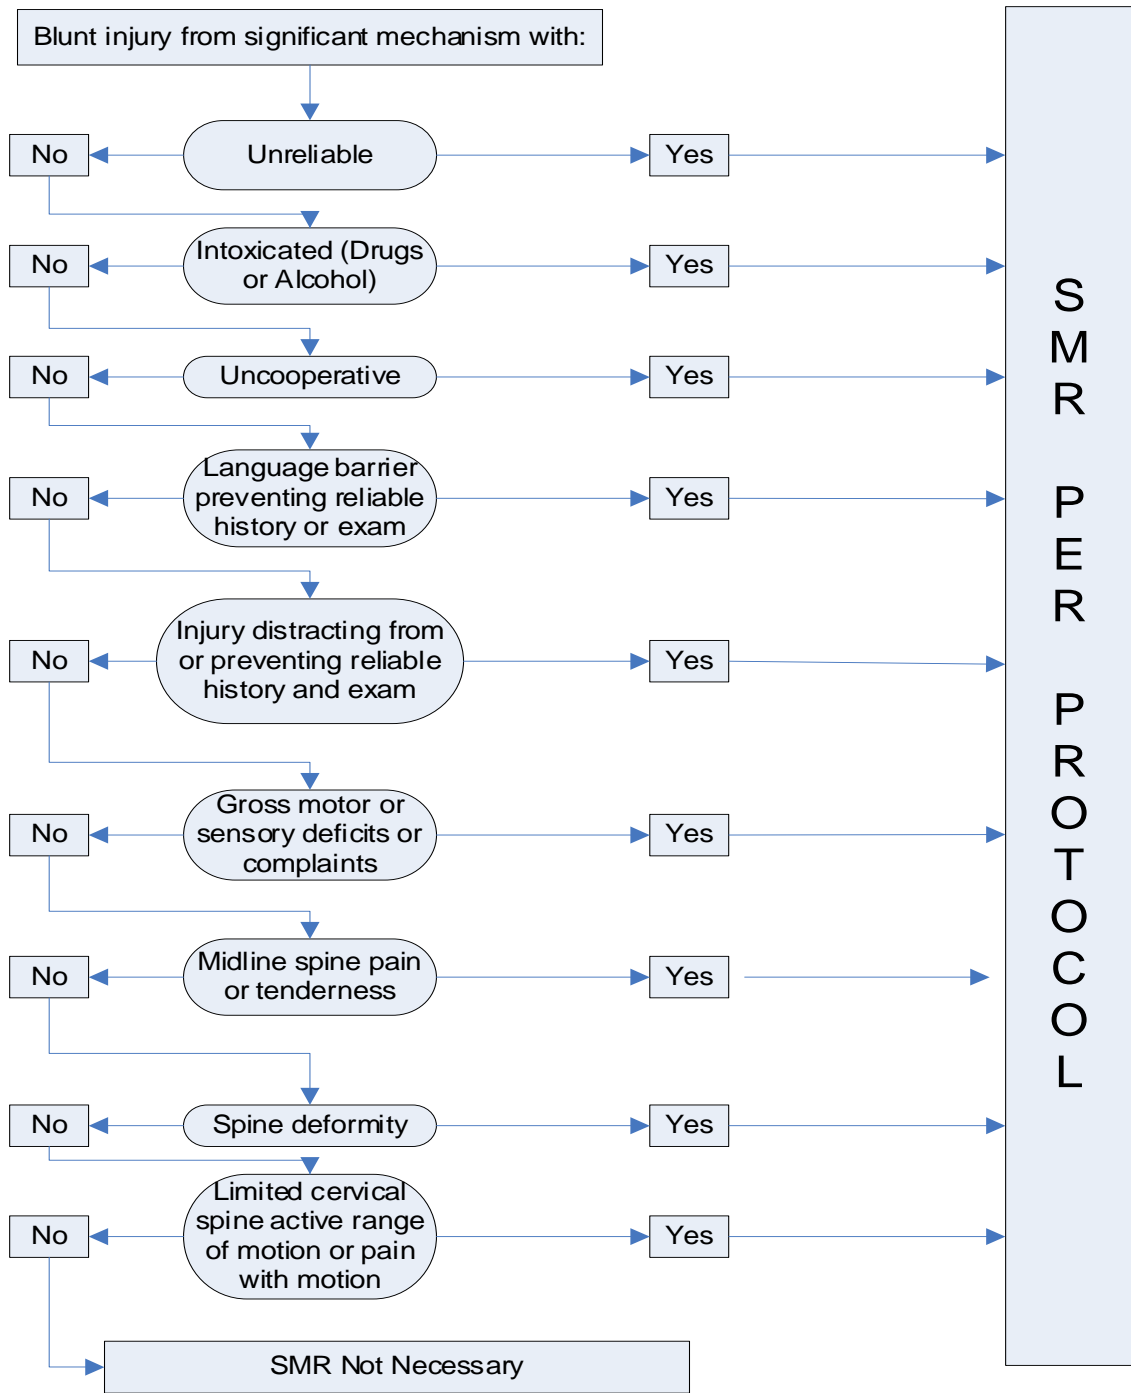 Blunt injury from significant mechanism with:
No
Unreliable
Yes
No
Intoxicated (Drugs
or Alcohol)
Yes
No
Uncooperative
Yes
No
Language barrier
preventing reliable
history or exam
Yes
No
Injury distracting from
or preventing reliable
history and exam
Yes
No
Gross motor or
sensory deficits or
complaints
Yes
No
Midline spine pain
or tenderness
Yes
No
Spine deformity
Yes
No
Limited cervical
spine active range
of motion or pain
with motion
Yes
SMR Not Necessary
SMR PER PROTOCOL